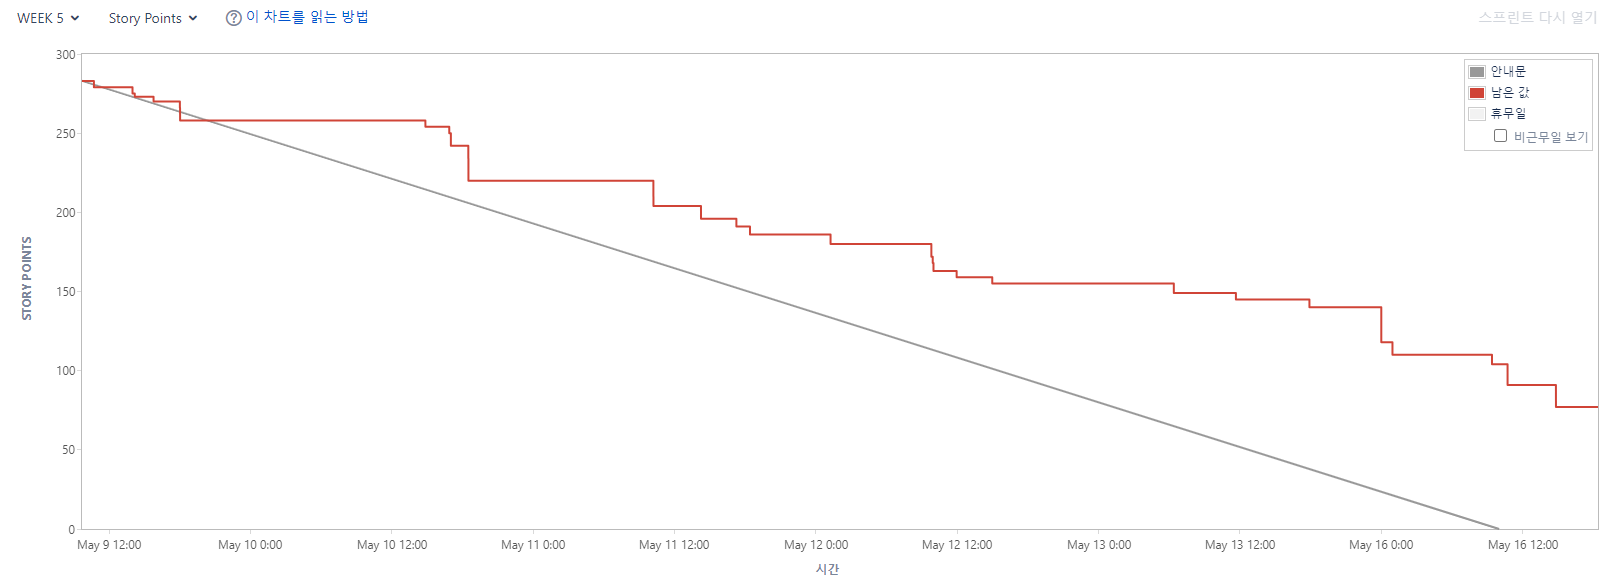 WEEK 5 Story Points 이 차트를 읽는 방법 스프린트 다시 열기
안내문
남은 값
휴무일
비근무일 보기
STORY POINTS
300
250
200
150
100
50
0
May 9 12:00 May 10 0:00 May 10 12:00 May 11 0:00 May 11 12:00 May 12 0:00 May 12 12:00 May 13 0:00 May 13 12:00 May 16 0:00 May 16 12:00
시간